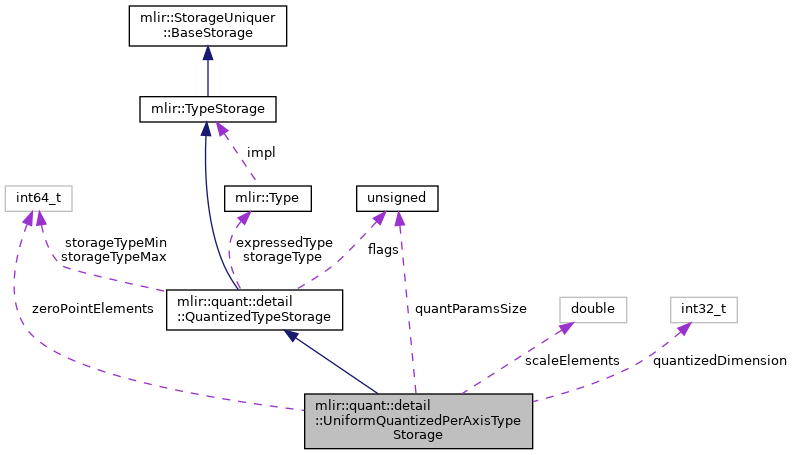 mlir::StorageUniquer
::BaseStorage
mlir::TypeStorage
impl
int64_t
mlir::Type
unsigned
storageTypeMin
storageTypeMax
expressedType
storageType
flags
mlir::quant::detail
::QuantizedTypeStorage
zeroPointElements
quantParamsSize
double
int32_t
scaleElements
quantizedDimension
mlir::quant::detail
::UniformQuantizedPerAxisType
Storage